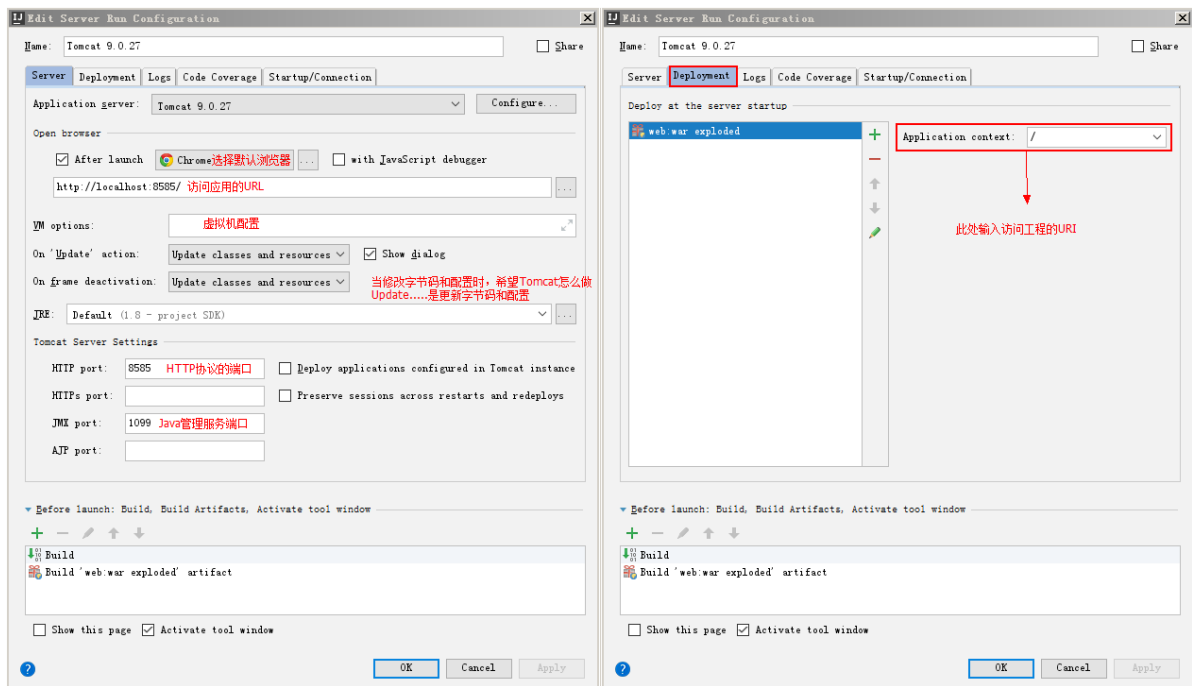 Edit Server Run Configuration
Name: Tomcat 9.0.27 Share
Server Deployment Logs Code Coverage Startup/Connection
Application server: Tomcat 9.0.27 Configure...
Open browser
After launch Chrome选择默认浏览器 ... with JavaScript debugger
http://localhost:8585/ 访问应用的URL ...
VM options: 虚拟机配置
On 'Update' action: Update classes and resources Show dialog
On frame deactivation: Update classes and resources 当修改字节码和配置时，希望Tomcat怎么做
Update.....是更新字节码和配置
JRE: Default (1.8 - project SDK) ...
Tomcat Server Settings
HTTP port: 8585 HTTP协议的端口 Deploy applications configured in Tomcat instance
HTTPs port: Preserve sessions across restarts and redeploys
JMX port: 1099 Java管理服务端口
AJP port:
Before launch: Build, Build Artifacts, Activate tool window
Build
Build 'web:war exploded' artifact
Show this page Activate tool window
? OK Cancel Apply
Edit Server Run Configuration
Name: Tomcat 9.0.27 Share
Server Deployment Logs Code Coverage Startup/Connection
Deploy at the server startup
web:war exploded Application context: /
此处输入访问工程的URI
Before launch: Build, Build Artifacts, Activate tool window
Build
Build 'web:war exploded' artifact
Show this page Activate tool window
? OK Cancel Apply